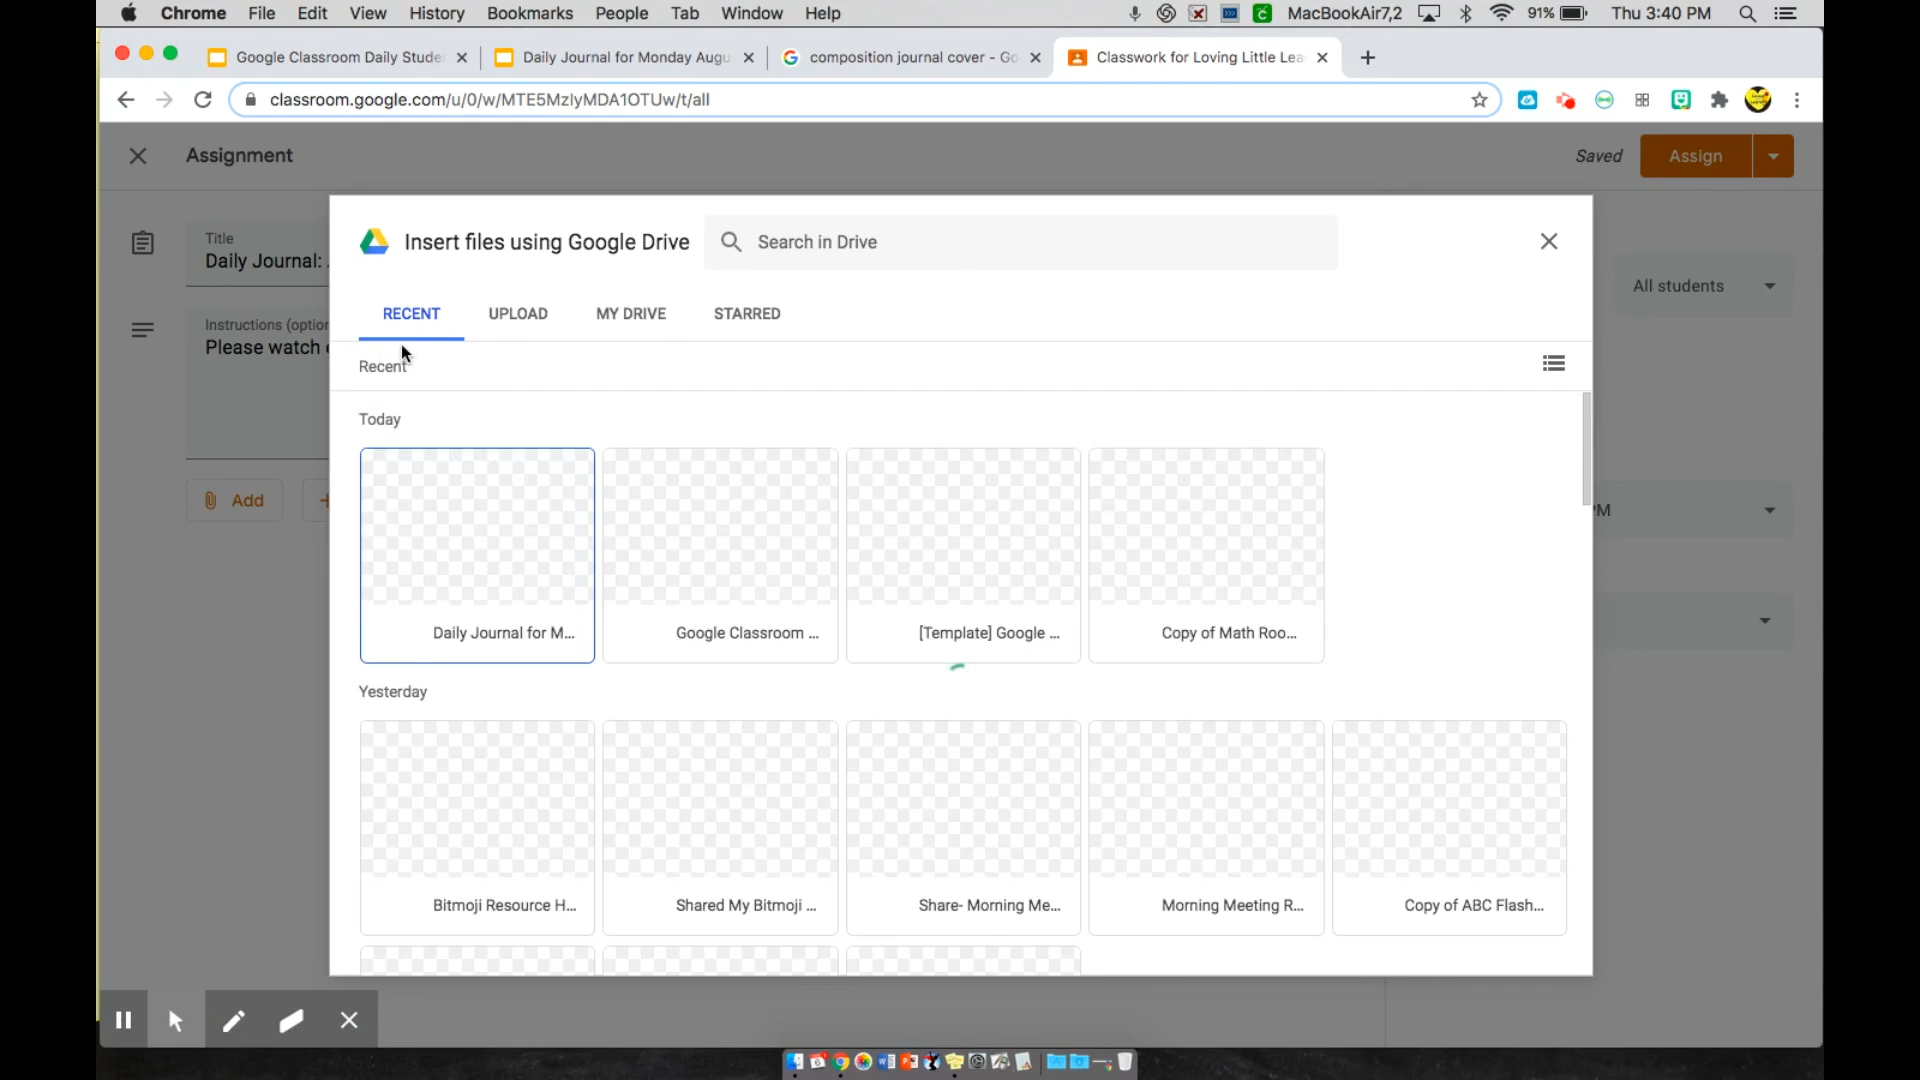 Chrome File Edit View History Bookmarks People Tab Window Help MacBookAir7,2 91% Thu 3:40 PM
Google Classroom Daily Stude Daily Journal for Monday Augu composition journal cover - Go Classwork for Loving Little Lea
classroom.google.com/u/0/w/MTE5MzIyMDA1OTUw/t/all
Assignment Saved Assign
Title
Daily Journal:
Instructions (option
Please watch
Add
All students
PM
Insert files using Google Drive Search in Drive
RECENT UPLOAD MY DRIVE STARRED
Recent
Today
Daily Journal for M... Google Classroom ... [Template] Google ... Copy of Math Roo...
Yesterday
Bitmoji Resource H... Shared My Bitmoji ... Share- Morning Me... Morning Meeting R... Copy of ABC Flash...